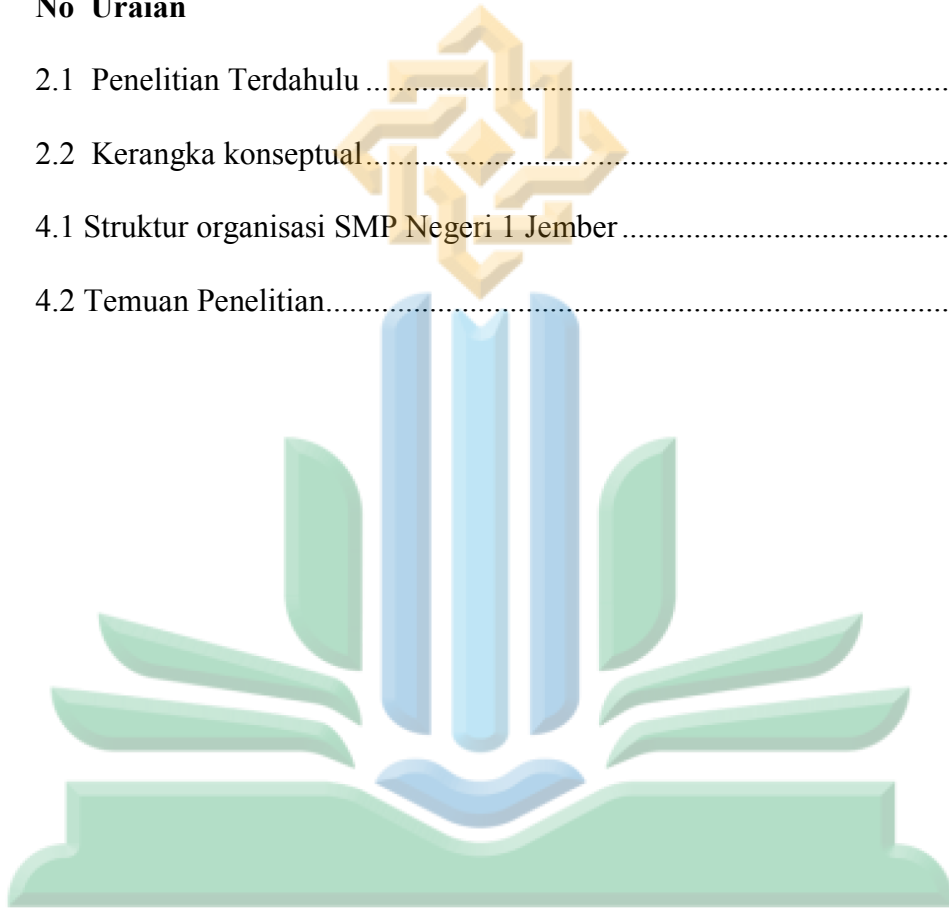 No Uraian
2.1 Penelitian Terdahulu ........................................................................
2.2 Kerangka konseptual........................................................................
4.1 Struktur organisasi SMP Negeri 1 Jember .........................................
4.2 Temuan Penelitian.............................................................................